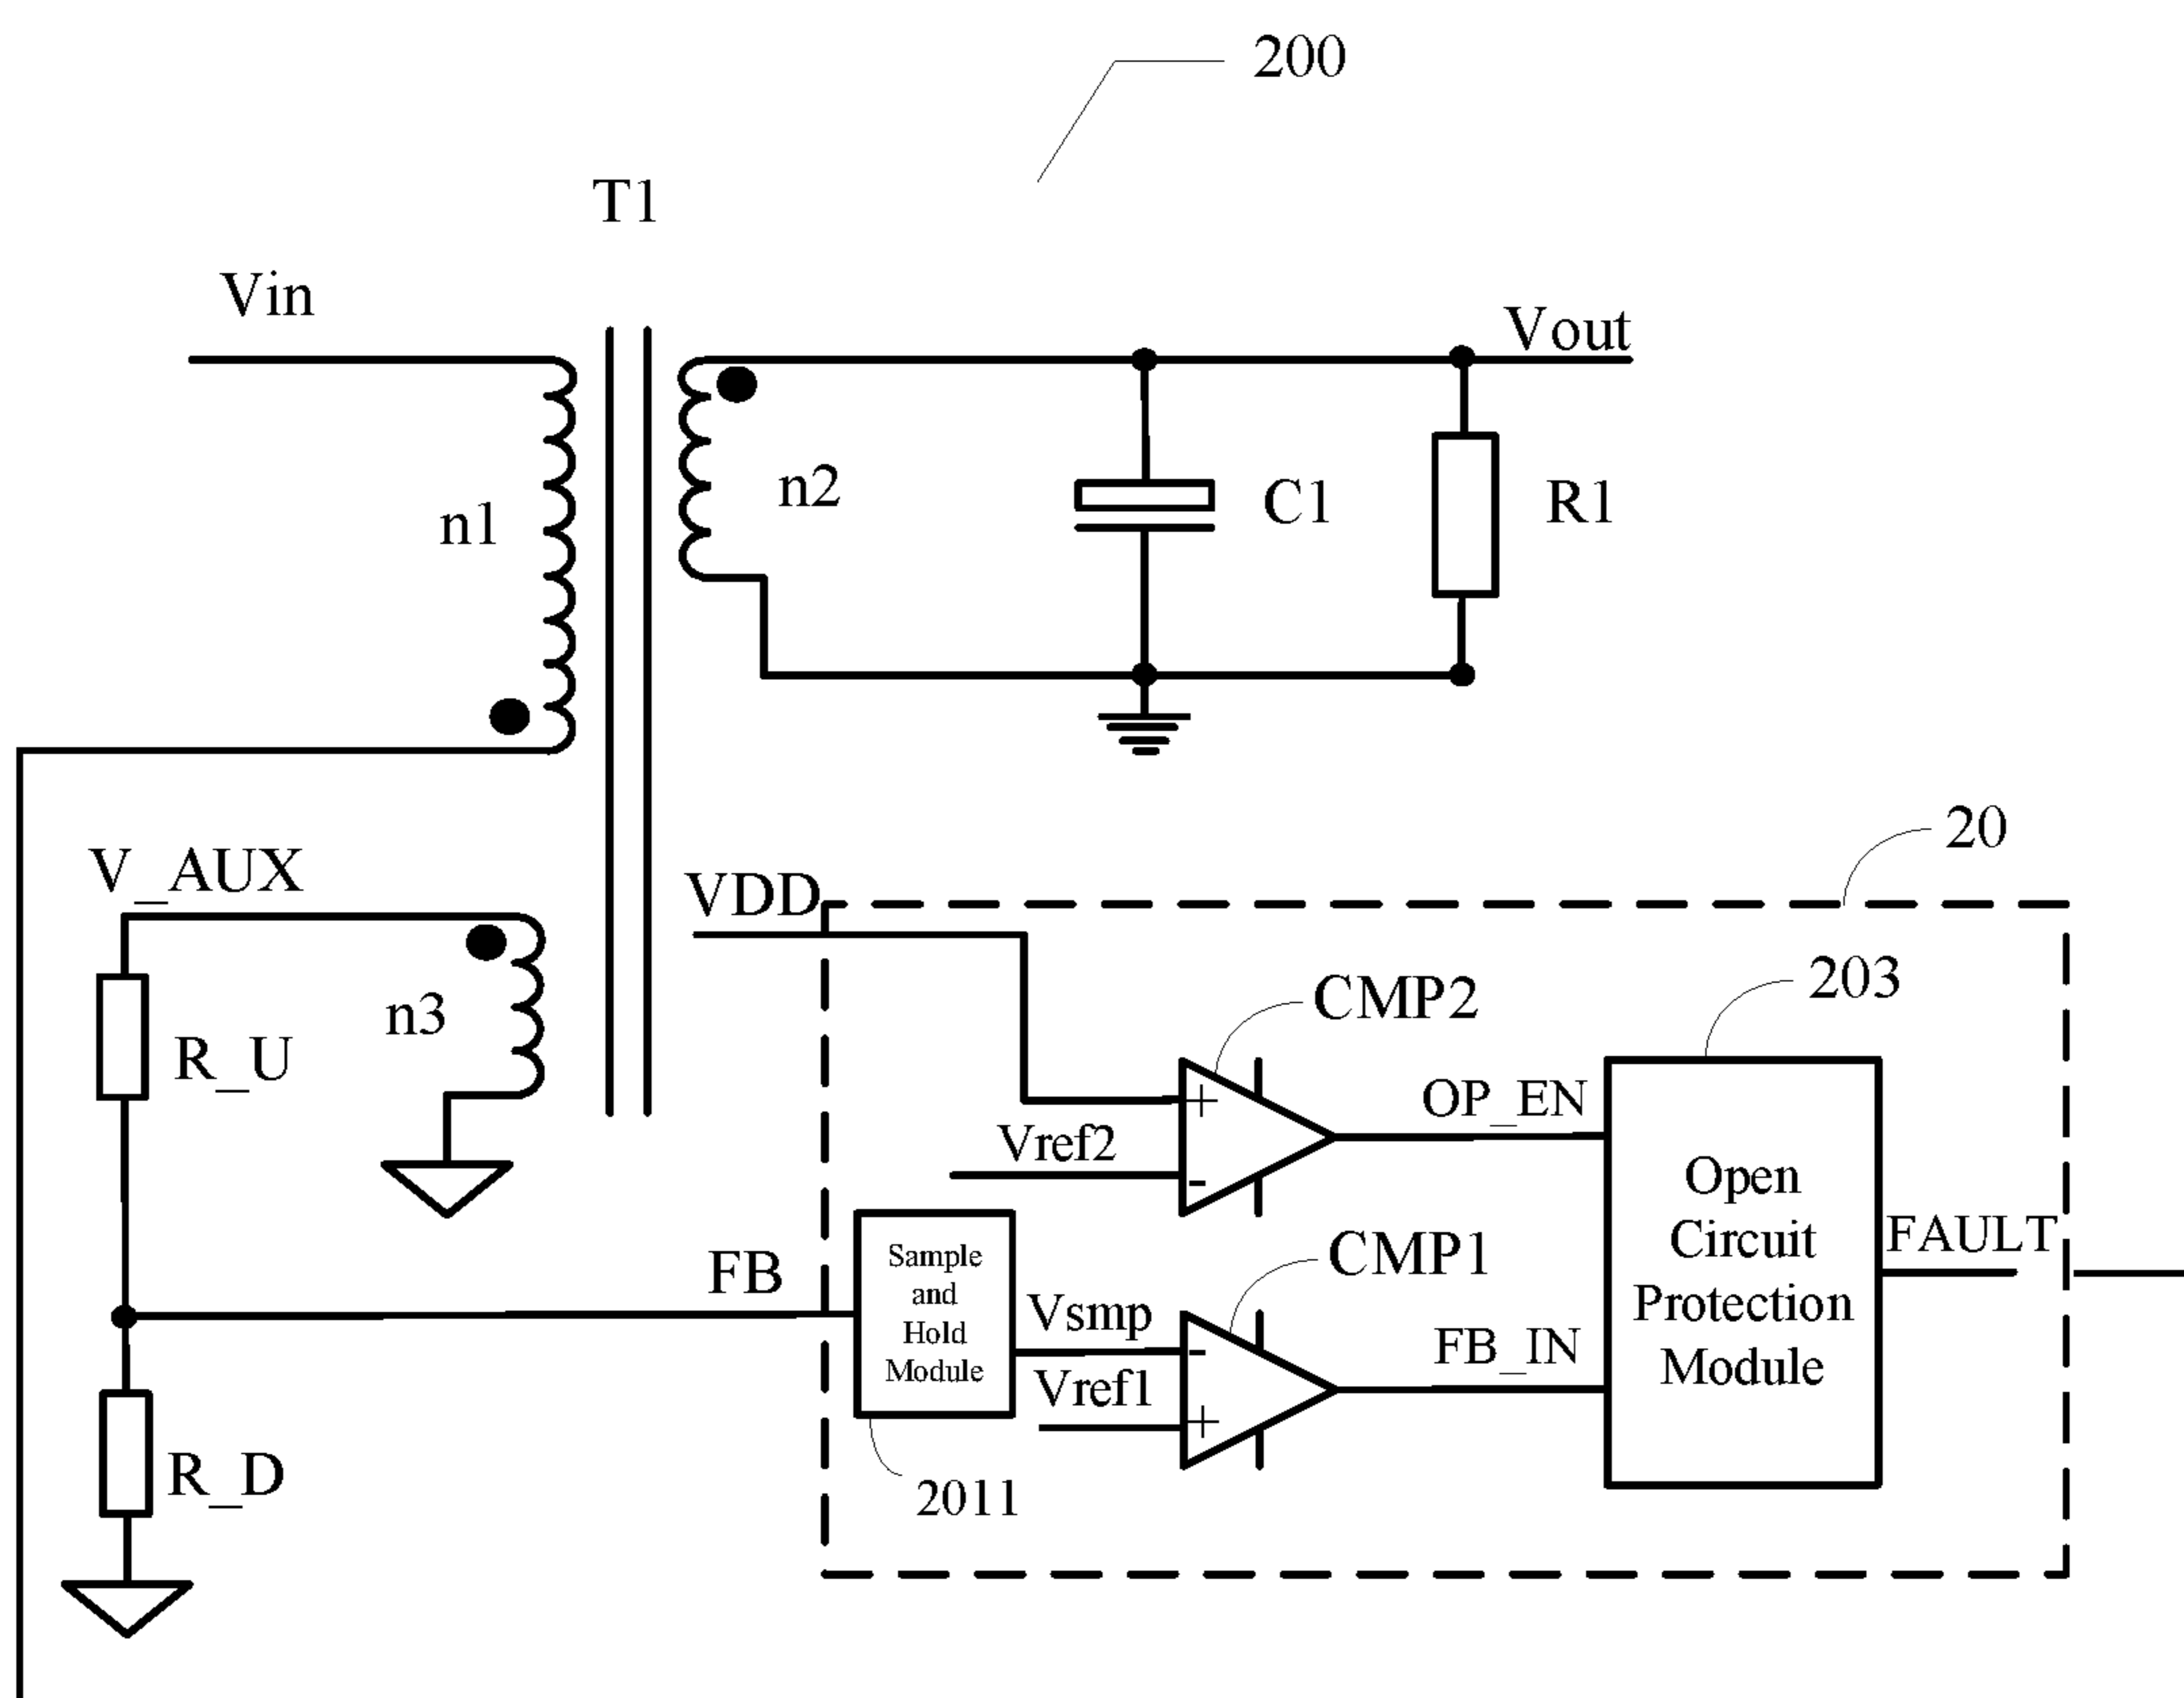 200
T1
Vin
Vout
n1
n2
C1
R1
20
V_AUX
VDD
203
CMP2
n3
R_U
OP_EN
Vref2
Open
Circuit
Protection
Module
FAULT
FB
Sample
and
Hold
Module
CMP1
Vsmp
FB_IN
Vref1
R_D
2011
+
-
-
+